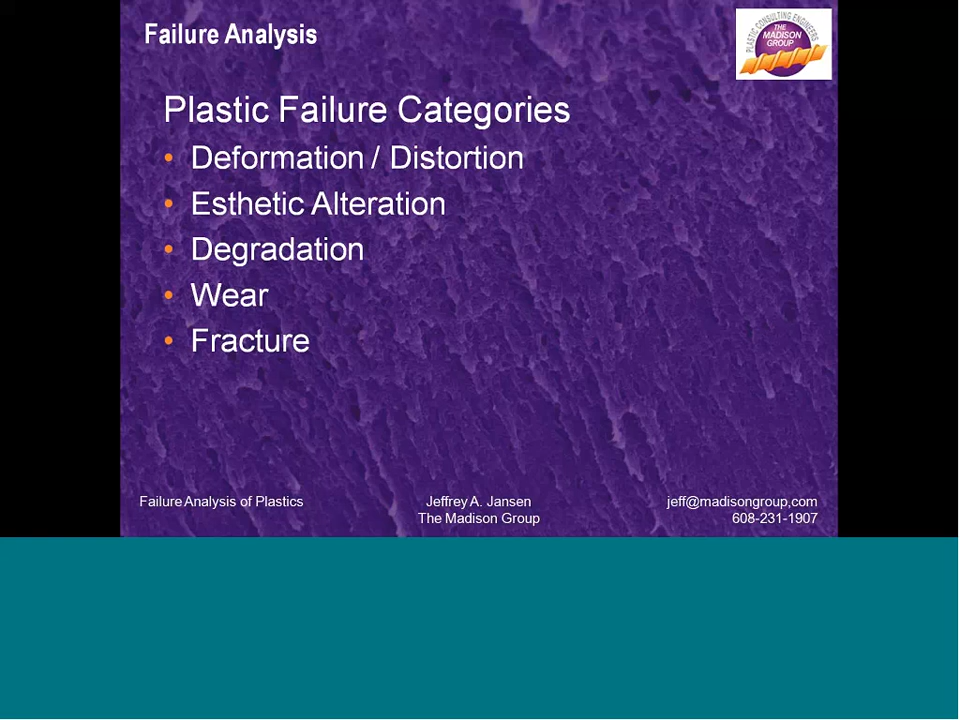 Failure Analysis
PLASTIC CONSULTING ENGINEERS
THE
MADISON
GROUP
Plastic Failure Categories
• Deformation / Distortion
• Esthetic Alteration
• Degradation
• Wear
• Fracture
Failure Analysis of Plastics
Jeffrey A. Jansen
The Madison Group
jeff@madisongroup,com
608-231-1907